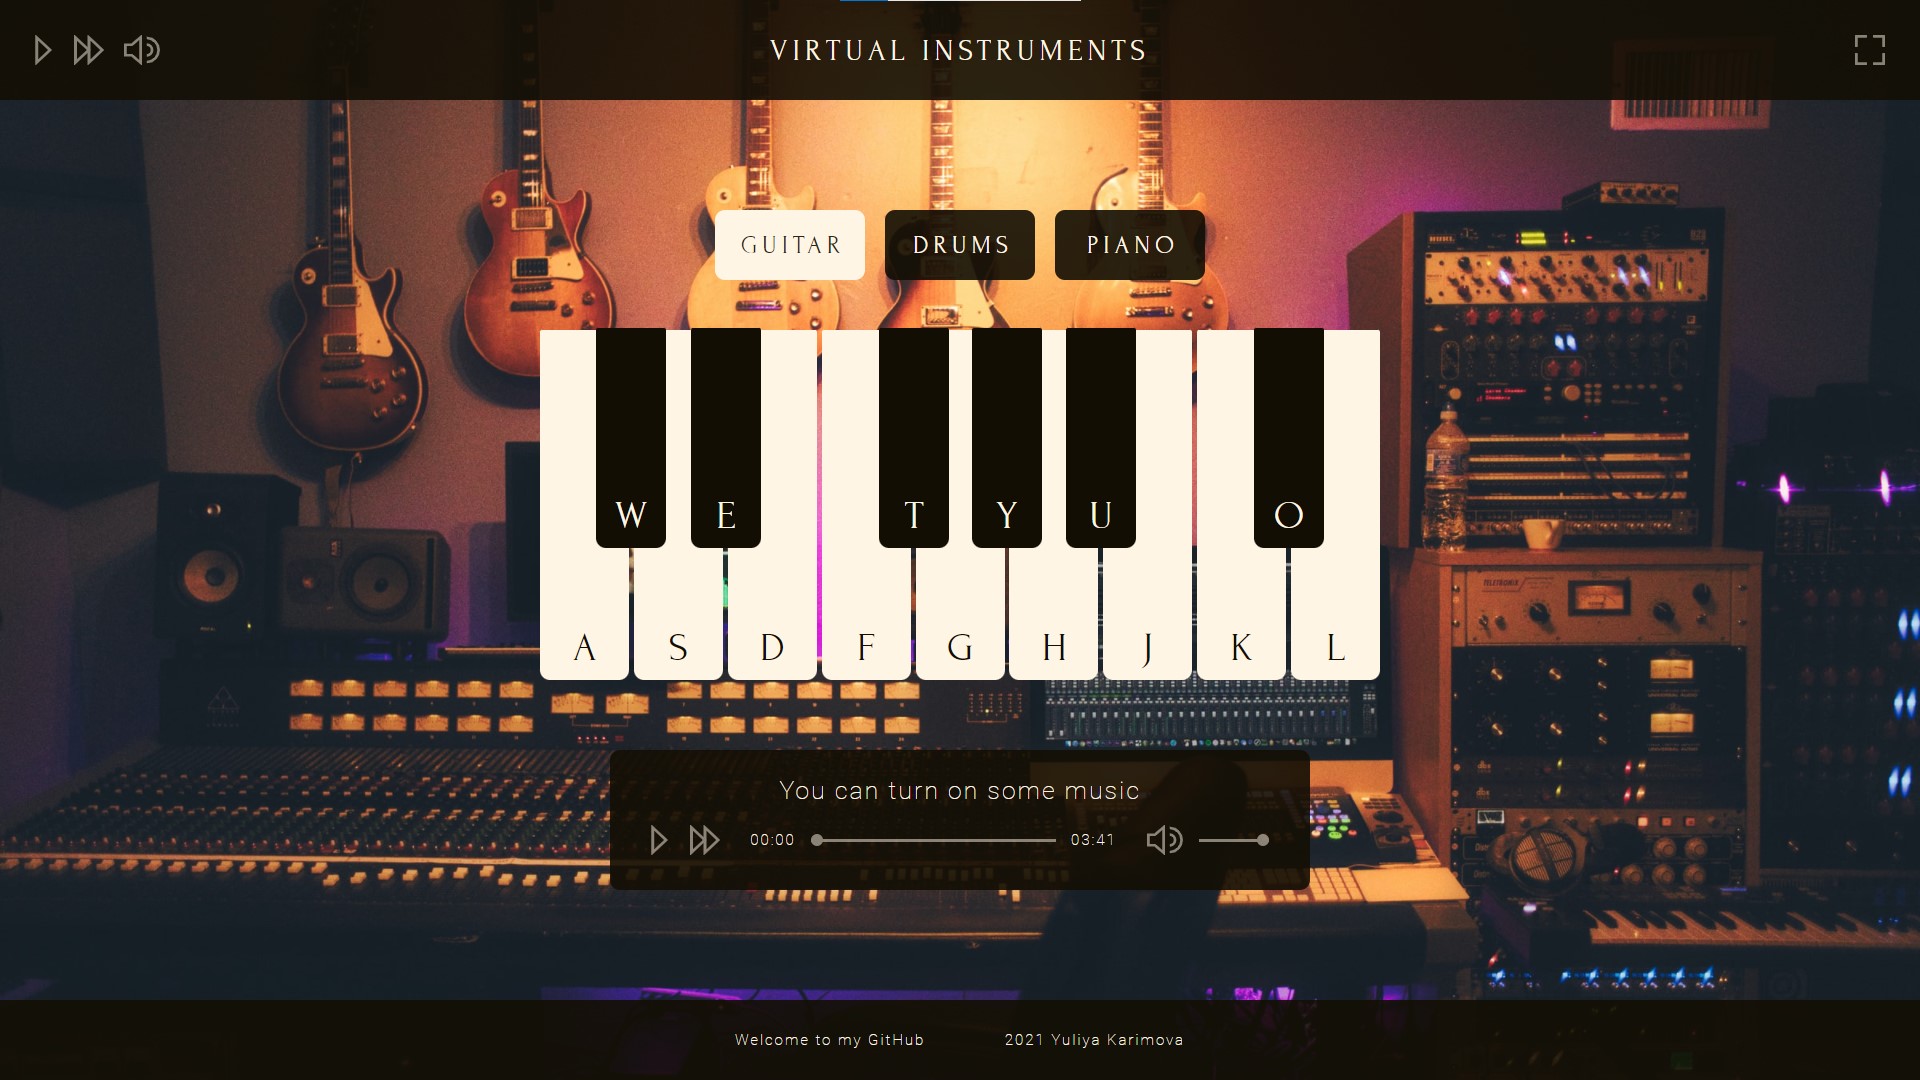 VIRTUAL INSTRUMENTS
GUITAR DRUMS PIANO
W E T Y U O
A S D F G H J K L
You can turn on some music
00:00 03:41
TELETRONIX
Welcome to my GitHub 2021 Yuliya Karimova